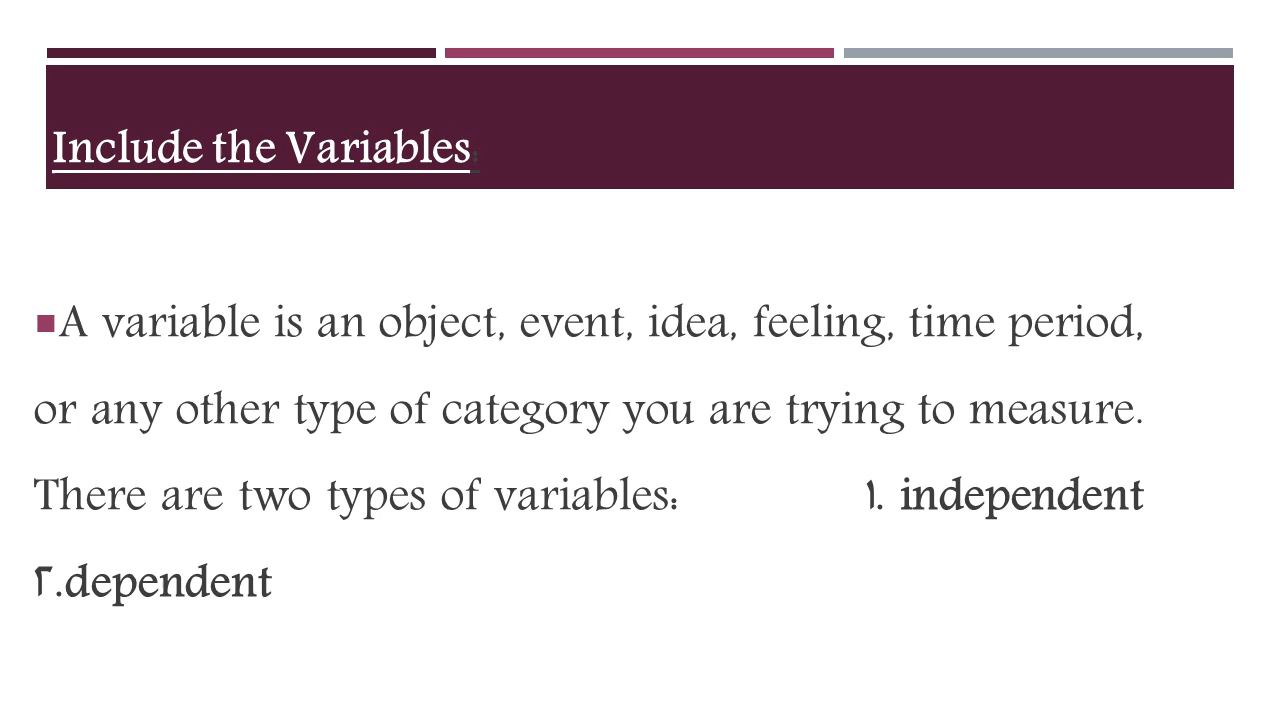 Include the Variables:
▪A variable is an object, event, idea, feeling, time period,
or any other type of category you are trying to measure.
There are two types of variables: ١. independent
٢.dependent